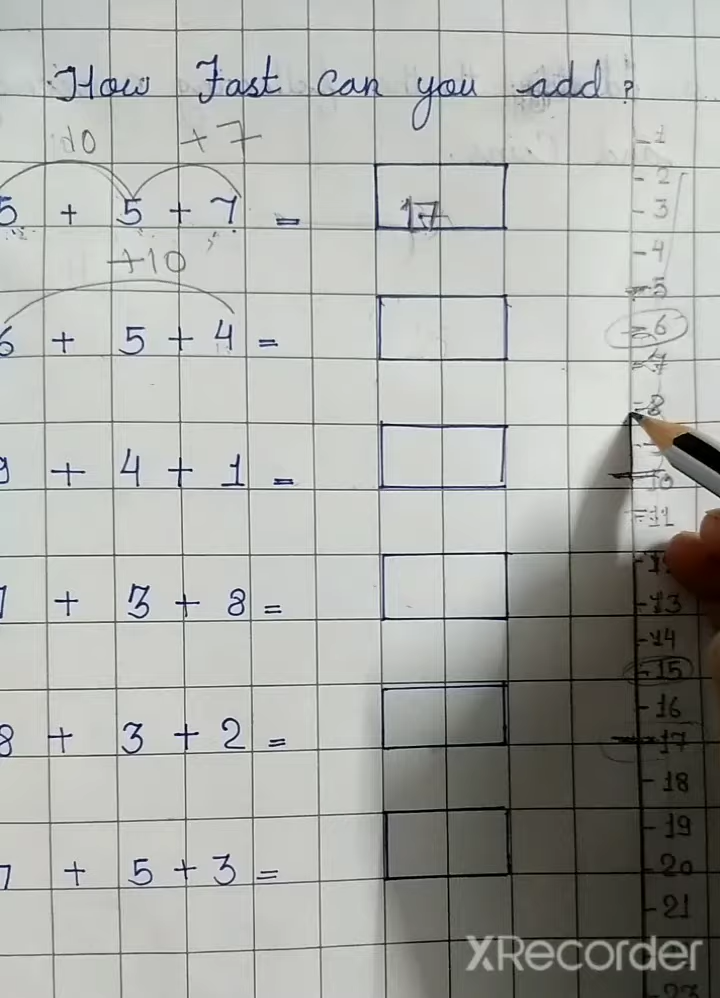 How Fast can you add?
10 +7
5 + 5 + 7 = 17
+10
6 + 5 + 4 =
9 + 4 + 1 =
7 + 3 + 8 =
8 + 3 + 2 =
7 + 5 + 3 =
-1
-2
-3
-4
-5
-6
-7
-8
-10
-11
-13
-14
-15
-16
-17
-18
-19
-20
-21
XRecorder